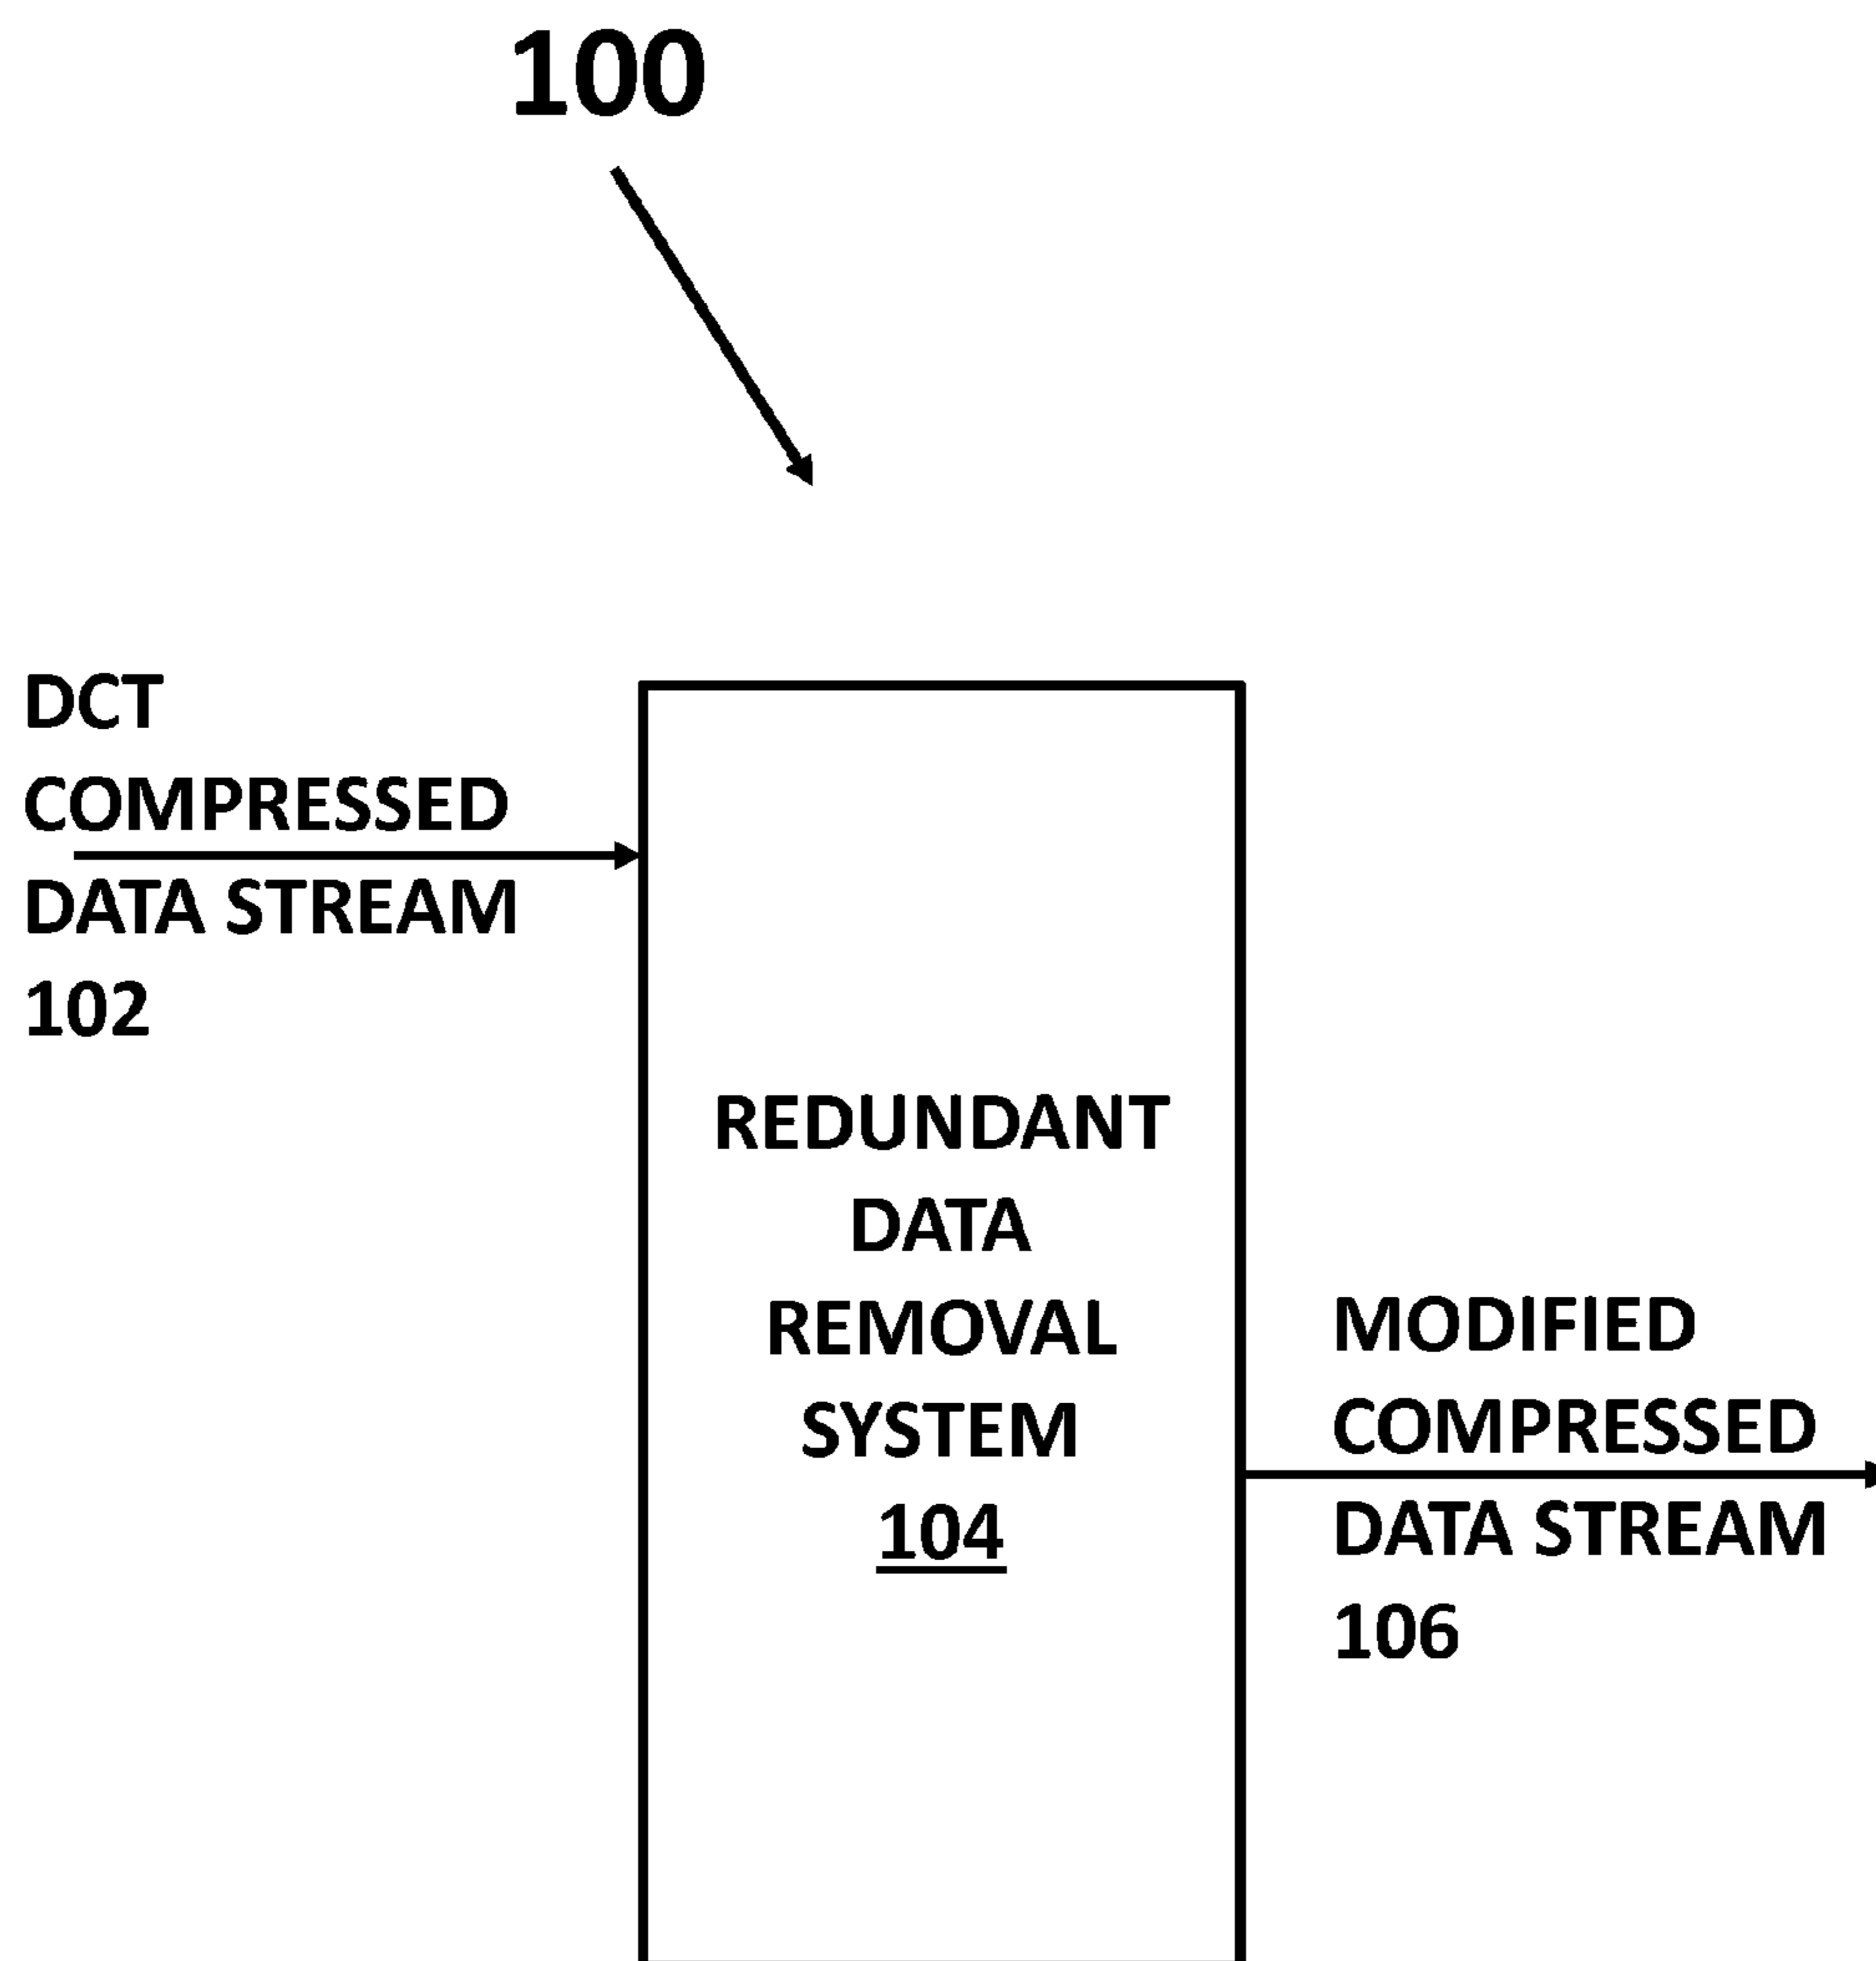 100
DCT
COMPRESSED
DATA STREAM
102
REDUNDANT
DATA
REMOVAL
SYSTEM
104
MODIFIED
COMPRESSED
DATA STREAM
106